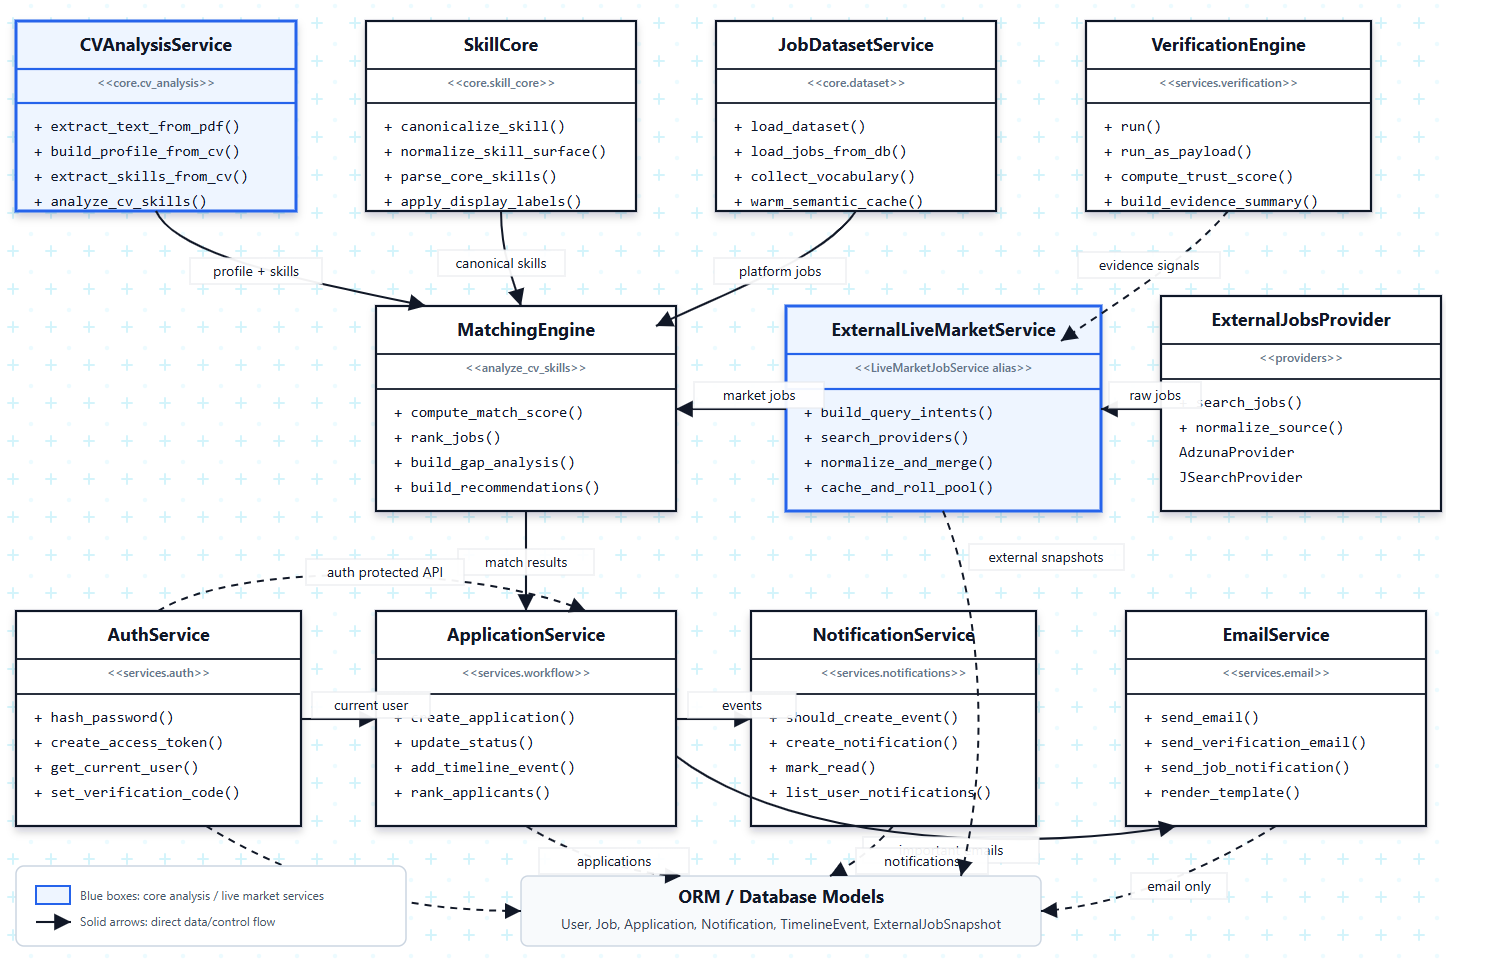 CVAnalysisService
<<core.cv_analysis>>
+ extract_text_from_pdf()
+ build_profile_from_cv()
+ extract_skills_from_cv()
+ analyze_cv_skills()
SkillCore
<<core.skill_core>>
+ canonicalize_skill()
+ normalize_skill_surface()
+ parse_core_skills()
+ apply_display_labels()
JobDatasetService
<<core.dataset>>
+ load_dataset()
+ load_jobs_from_db()
+ collect_vocabulary()
+ warm_semantic_cache()
VerificationEngine
<<services.verification>>
+ run()
+ run_as_payload()
+ compute_trust_score()
+ build_evidence_summary()
profile + skills
canonical skills
platform jobs
evidence signals
MatchingEngine
<<analyze_cv_skills>>
+ compute_match_score()
+ rank_jobs()
+ build_gap_analysis()
+ build_recommendations()
market jobs
ExternalLiveMarketService
<<LiveMarketJobService alias>>
+ build_query_intents()
+ search_providers()
+ normalize_and_merge()
+ cache_and_roll_pool()
raw jobs
ExternalJobsProvider
<<providers>>
search_jobs()
+ normalize_source()
AdzunaProvider
JSearchProvider
match results
auth protected API
external snapshots
AuthService
<<services.auth>>
+ hash_password()
+ create_access_token()
+ get_current_user()
+ set_verification_code()
current user
ApplicationService
<<services.workflow>>
+ create_application()
+ update_status()
+ add_timeline_event()
+ rank_applicants()
events
NotificationService
<<services.notifications>>
+ should_create_event()
+ create_notification()
+ mark_read()
+ list_user_notifications()
EmailService
<<services.email>>
+ send_email()
+ send_verification_email()
+ send_job_notification()
+ render_template()
applications
notifications
email only
Blue boxes: core analysis / live market services
Solid arrows: direct data/control flow
ORM / Database Models
User, Job, Application, Notification, TimelineEvent, ExternalJobSnapshot